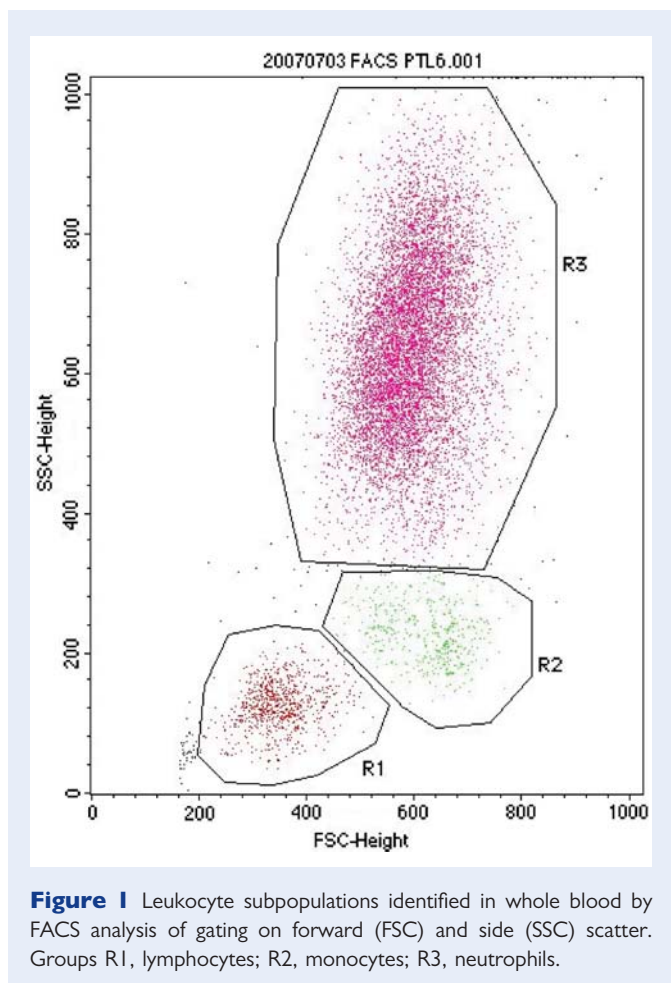 20070703 FACS PTL6.001
1000
800
600
400
200
0
SSC-Height
R3
R2
R1
0 200 400 600 800 1000
FSC-Height
Figure 1 Leukocyte subpopulations identified in whole blood by
FACS analysis of gating on forward (FSC) and side (SSC) scatter.
Groups R1, lymphocytes; R2, monocytes; R3, neutrophils.